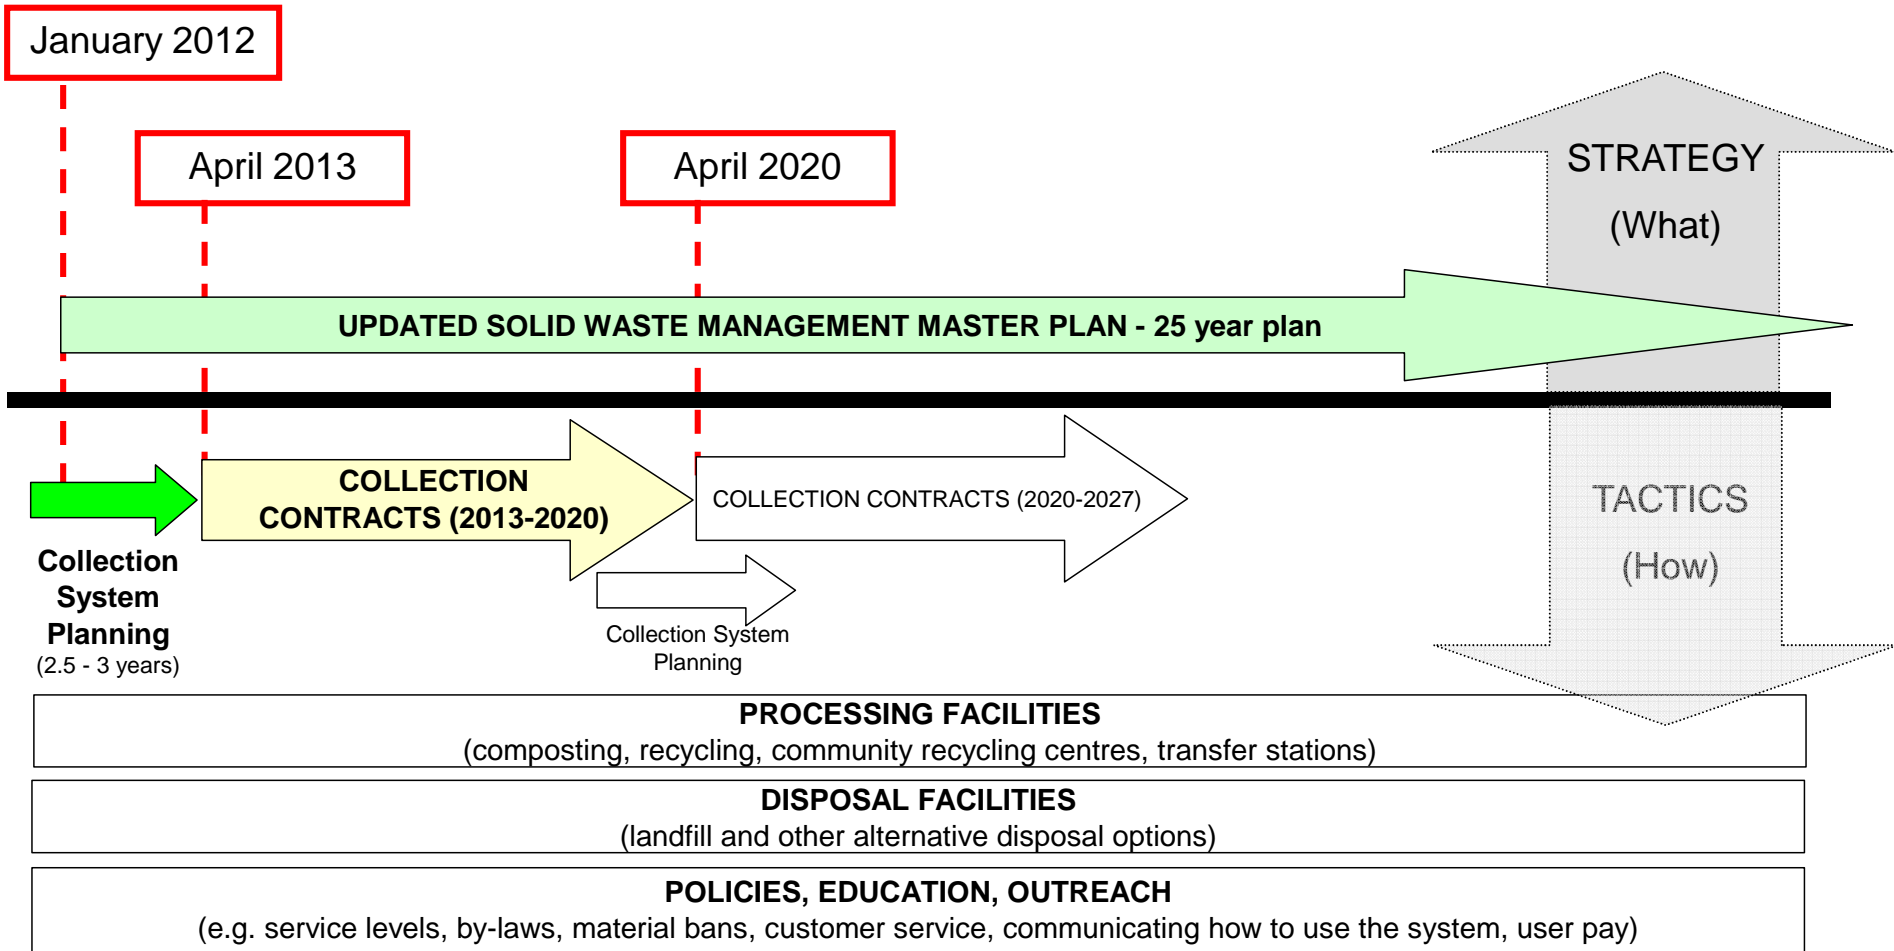 January 2012
April 2013
April 2020
STRATEGY
(What)
UPDATED SOLID WASTE MANAGEMENT MASTER PLAN - 25 year plan
COLLECTION
CONTRACTS (2013-2020)
COLLECTION CONTRACTS (2020-2027)
TACTICS
(How)
Collection
System
Planning
(2.5 - 3 years)
Collection System
Planning
PROCESSING FACILITIES
(composting, recycling, community recycling centres, transfer stations)
DISPOSAL FACILITIES
(landfill and other alternative disposal options)
POLICIES, EDUCATION, OUTREACH
(e.g. service levels, by-laws, material bans, customer service, communicating how to use the system, user pay)